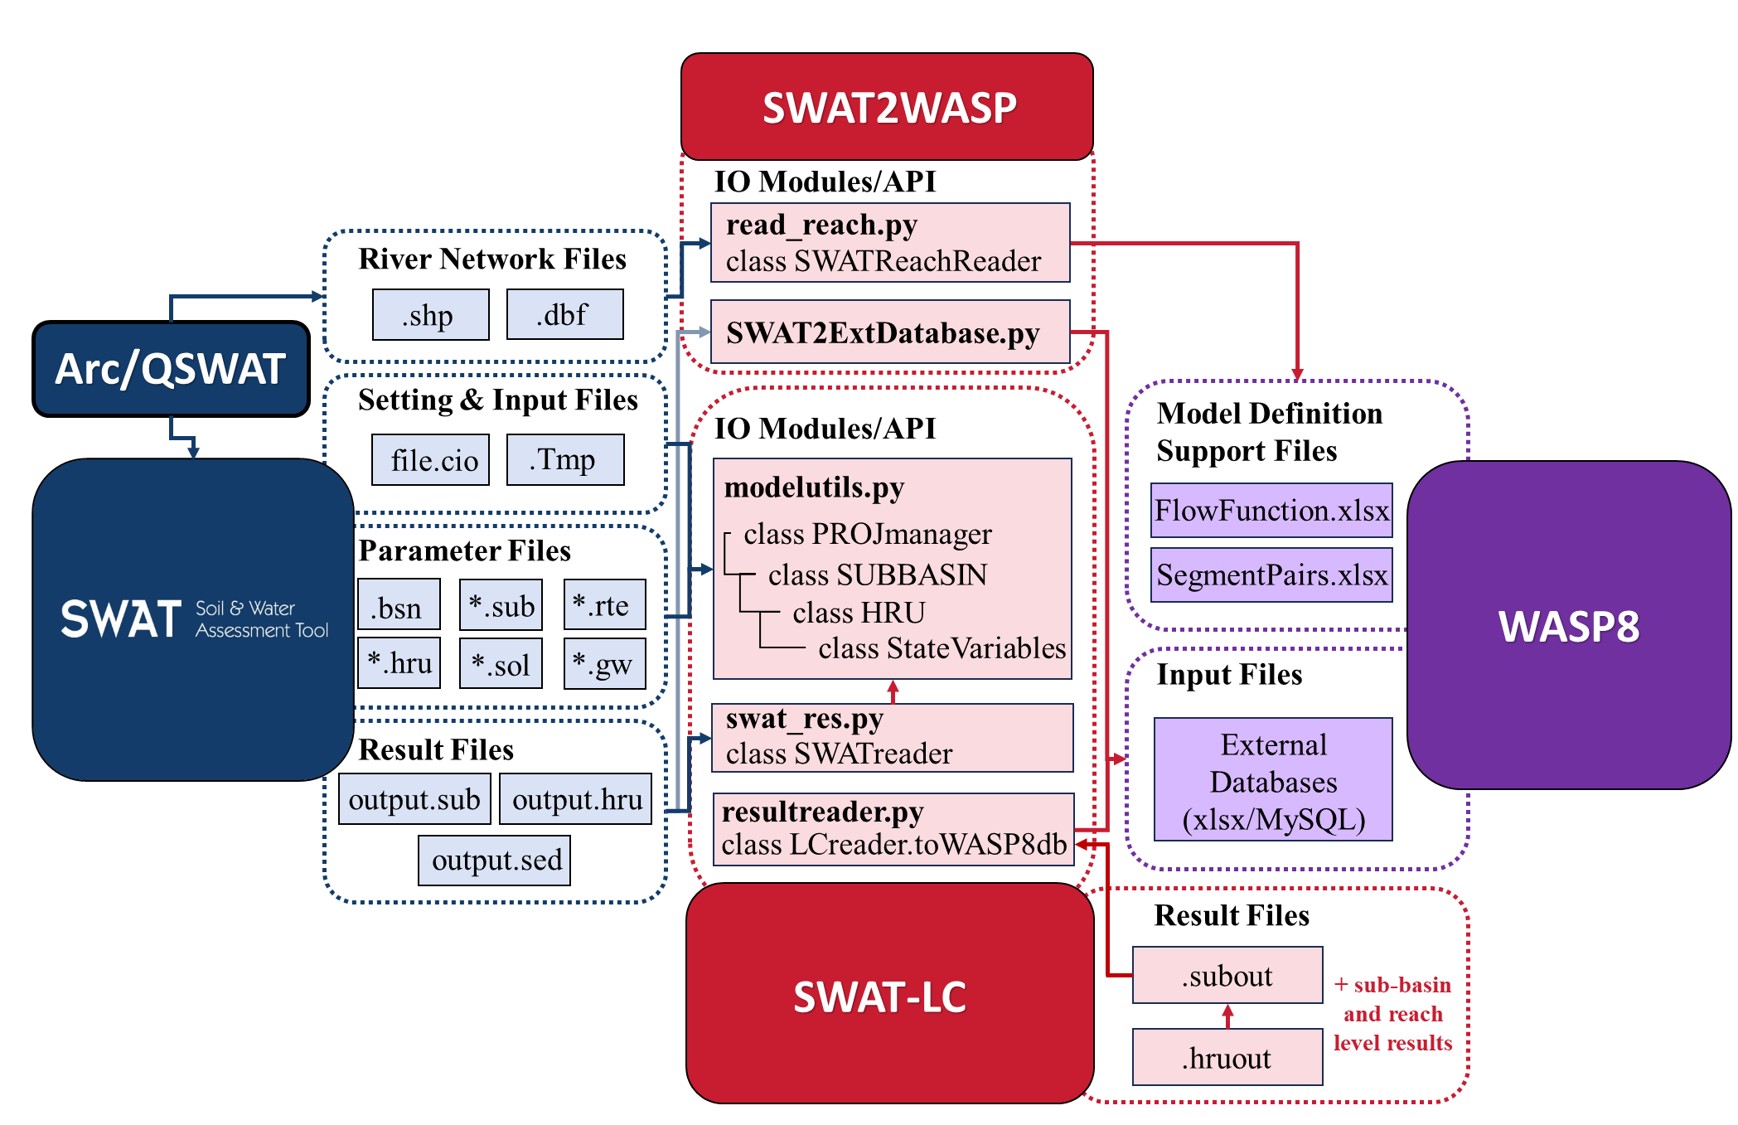 SWAT2WASP
IO Modules/API
read_reach.py
class SWATReachReader
SWAT2ExtDatabase.py
River Network Files
.shp
.dbf
Arc/QSWAT
Setting & Input Files
file.cio
.Tmp
SWAT
Soil & Water
Assessment Tool
Parameter Files
.bsn
*.sub
*.rte
*.hru
*.sol
*.gw
Result Files
output.sub
output.hru
output.sed
IO Modules/API
modelutils.py
class PROJmanager
class SUBBASIN
class HRU
class StateVariables
swat_res.py
class SWATreader
resultreader.py
class LCreader.toWASP8db
SWAT-LC
Model Definition
Support Files
FlowFunction.xlsx
SegmentPairs.xlsx
Input Files
External
Databases
(xlsx/MySQL)
WASP8
Result Files
.subout
.hruout
+ sub-basin
and reach
level results